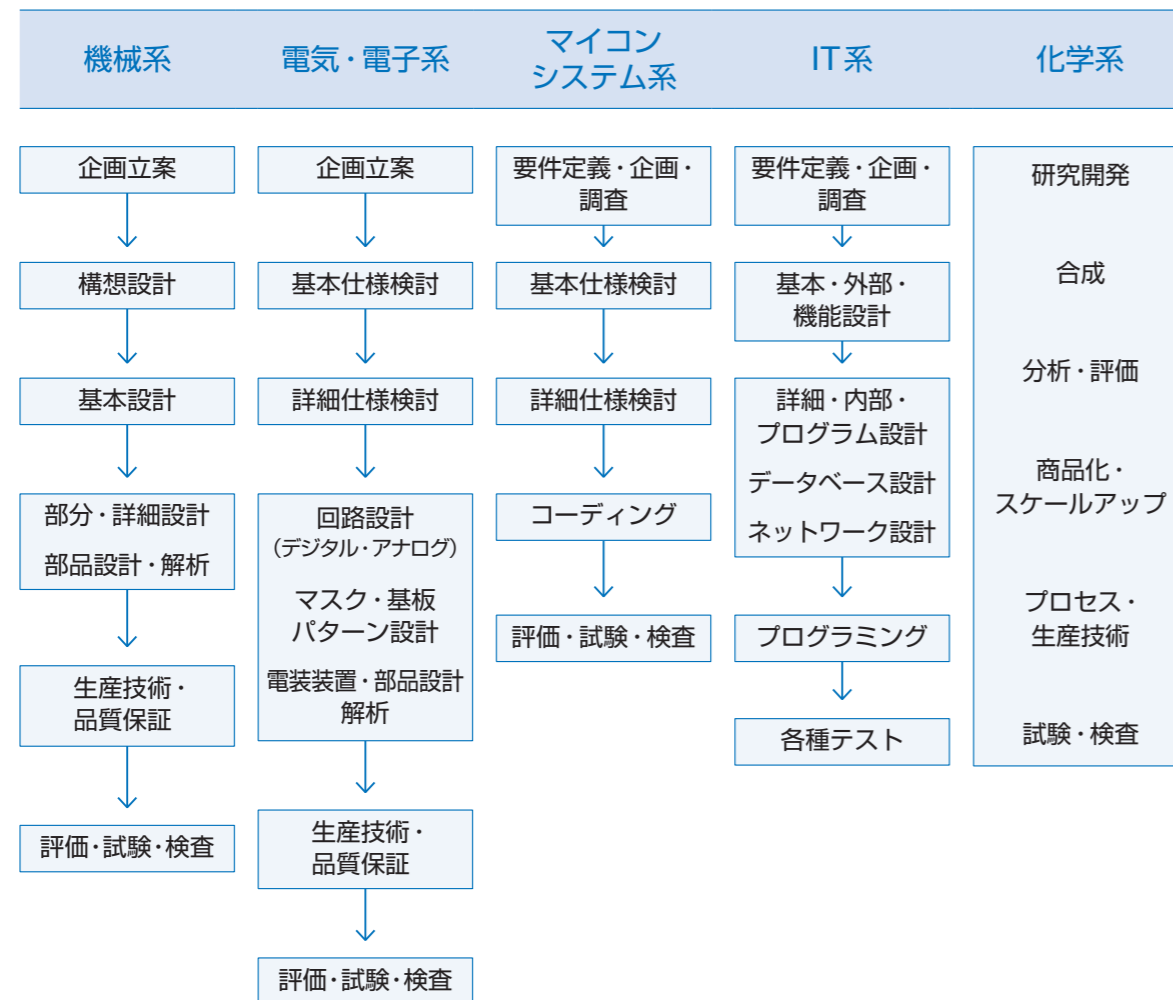 機械系
電気・電子系
マイコン
システム系
IT系
化学系
企画立案
構想設計
基本設計
部分・詳細設計
部品設計・解析
生産技術・
品質保証
評価・試験・検査
企画立案
基本仕様検討
詳細仕様検討
回路設計
（デジタル・アナログ）
マスク・基板
パターン設計
電装装置・部品設計
解析
生産技術・
品質保証
評価・試験・検査
要件定義・企画・
調査
基本仕様検討
詳細仕様検討
コーディング
評価・試験・検査
要件定義・企画・
調査
基本・外部・
機能設計
詳細・内部・
プログラム設計
データベース設計
ネットワーク設計
プログラミング
各種テスト
研究開発
合成
分析・評価
商品化・
スケールアップ
プロセス・
生産技術
試験・検査